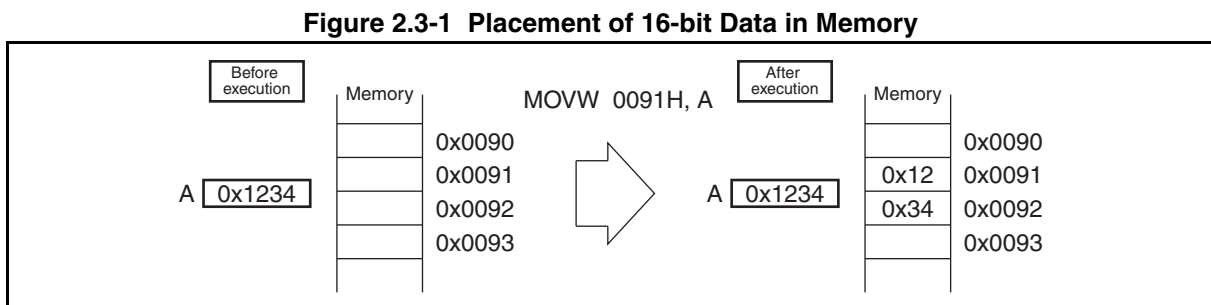 Figure 2.3-1 Placement of 16-bit Data in Memory
Before
execution
Memory
0x0090
0x0091
0x0092
0x0093
A 0x1234
MOVW 0091H, A
After
execution
Memory
0x0090
0x12 0x0091
0x34 0x0092
0x0093
A 0x1234